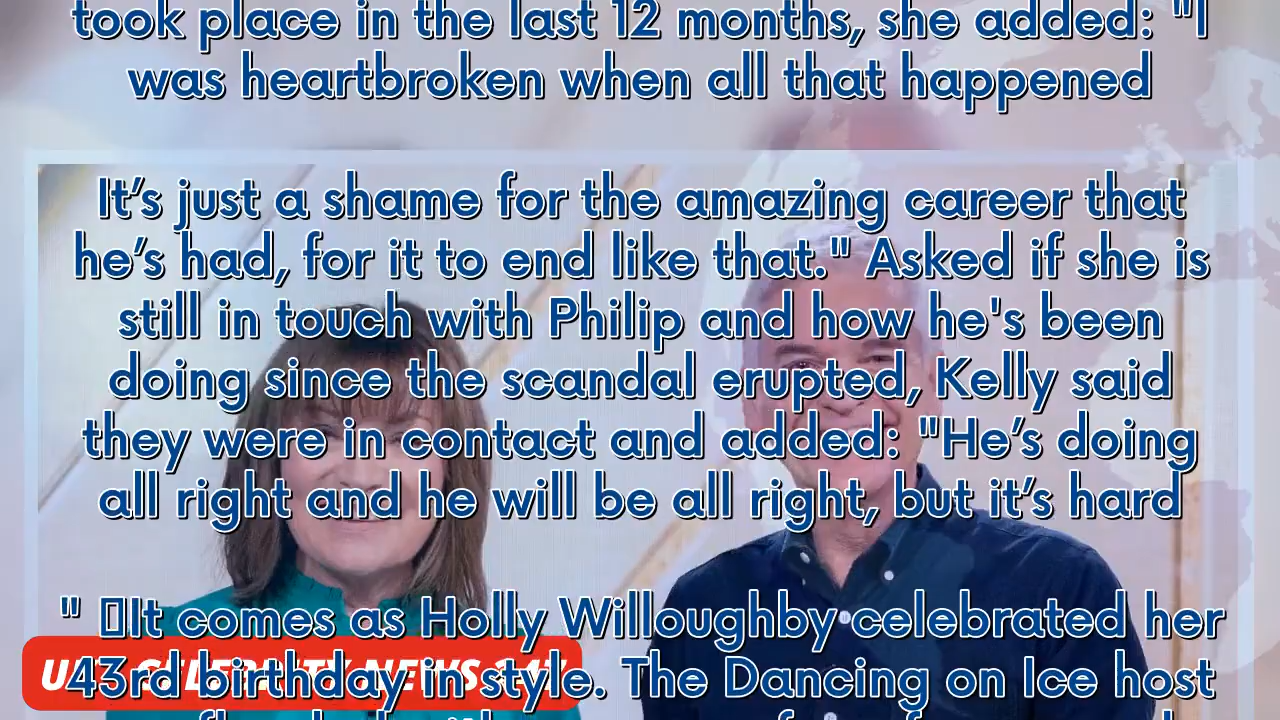 took place in the last 12 months, she added: "I
was heartbroken when all that happened
It’s just a shame for the amazing career that
he’s had, for it to end like that." Asked if she is
still in touch with Philip and how he's been
doing since the scandal erupted, Kelly said
they were in contact and added: "He’s doing
all right and he will be all right, but it’s hard
" It comes as Holly Willoughby celebrated her
43rd birthday in style. The Dancing on Ice host